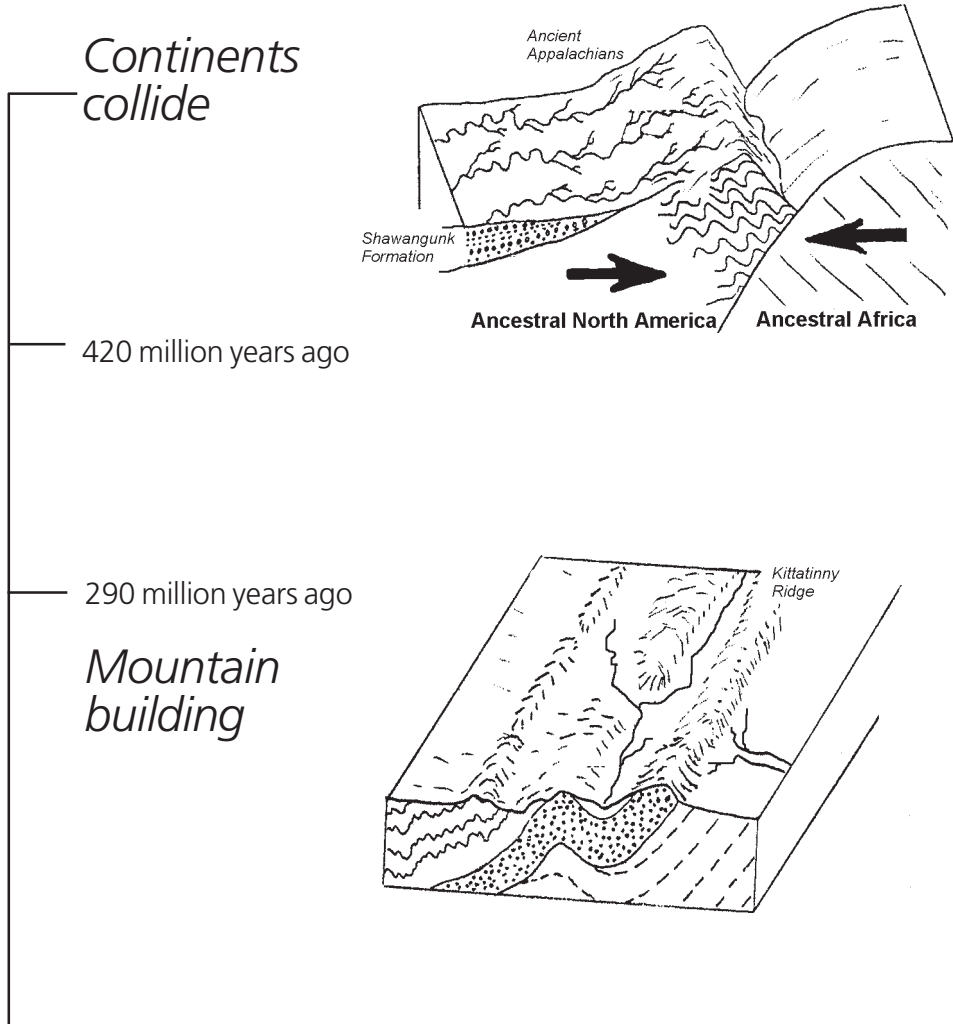 Continents
collide
Ancient
Appalachians
Shawangunk
Formation
Ancestral North America
Ancestral Africa
420 million years ago
290 million years ago
Kittatinny
Ridge
Mountain
building